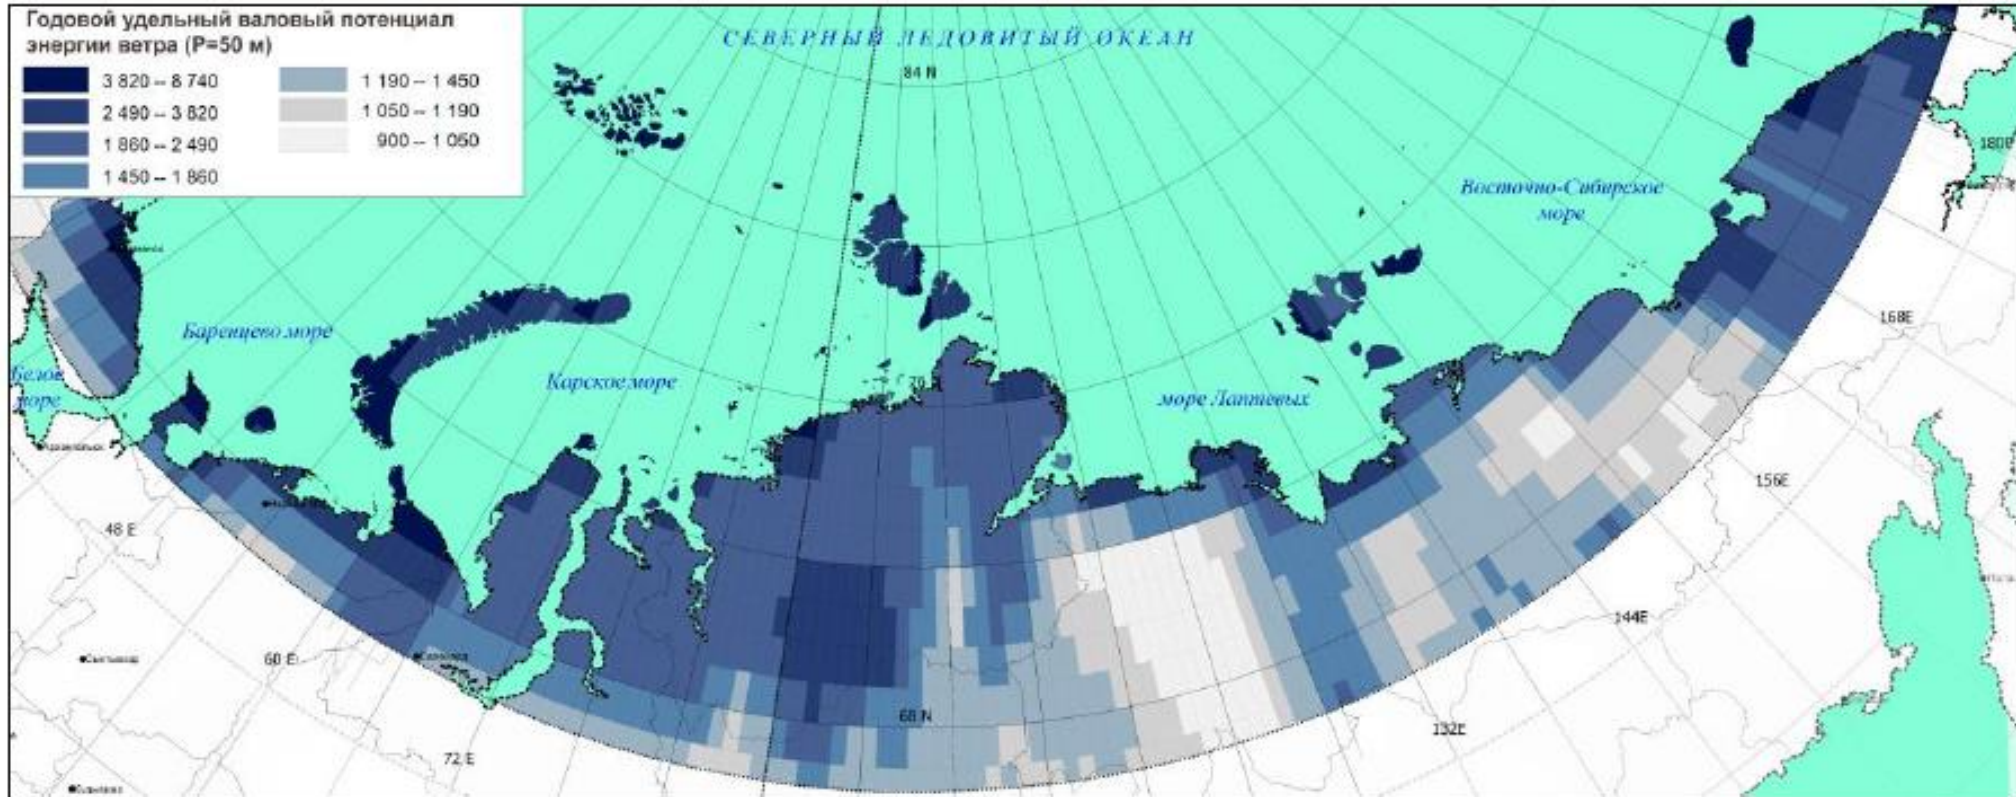 Годовой удельный валовый потенциал
энергии ветра (Р=50 м)
3 820 – 8 740
2 490 – 3 820
1 860 – 2 490
1 450 – 1 860
1 190 – 1 450
1 050 – 1 190
900 – 1 050
СЕВЕРНЫЙ ЛЕДОВИТЫЙ ОКЕАН
84 N
180E
Восточно-Сибирское
море
Баренцево море
168E
Белое
море
Карское море
море Лаптевых
Архангельск
156E
48 E
144E
60 E
Сыктывкар
68 N
132E
72 E